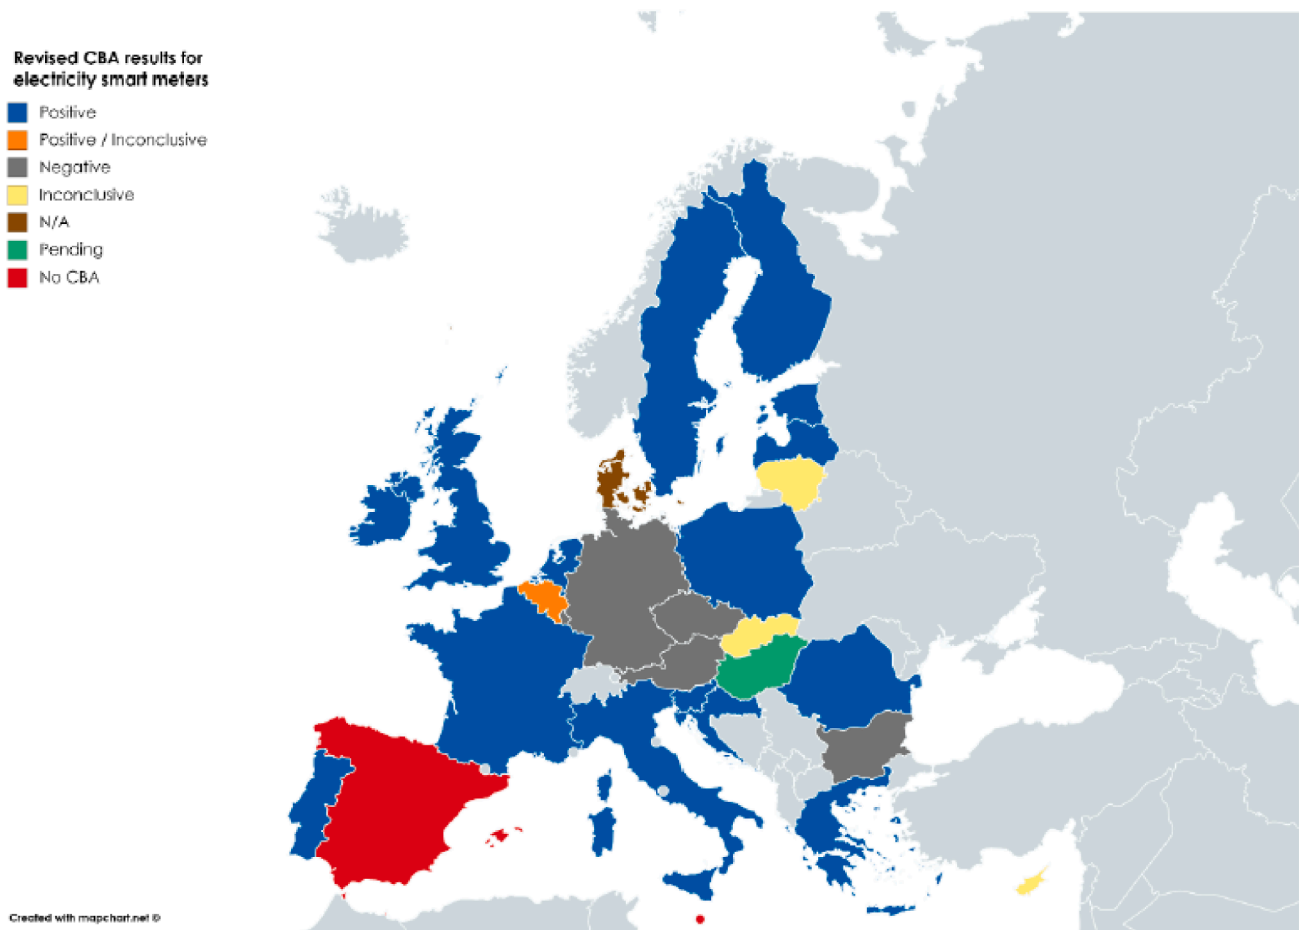 Revised CBA results for
electricity smart meters
Positive
Positive / Inconclusive
Negative
Inconclusive
N/A
Pending
No CBA
Created with mapchart.net ©